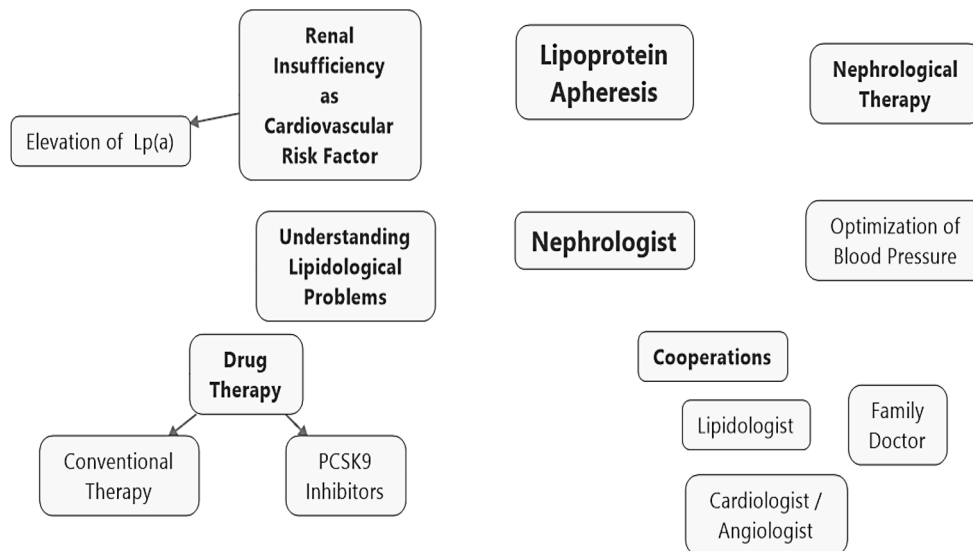 Renal
Insufficiency
as
Cardiovascular
Risk Factor
Elevation of Lp(a)
Lipoprotein
Apheresis
Nephrological
Therapy
Understanding
Lipidological
Problems
Nephrologist
Optimization of
Blood Pressure
Drug
Therapy
Conventional
Therapy
PCSK9
Inhibitors
Cooperations
Lipidologist
Family
Doctor
Cardiologist /
Angiologist